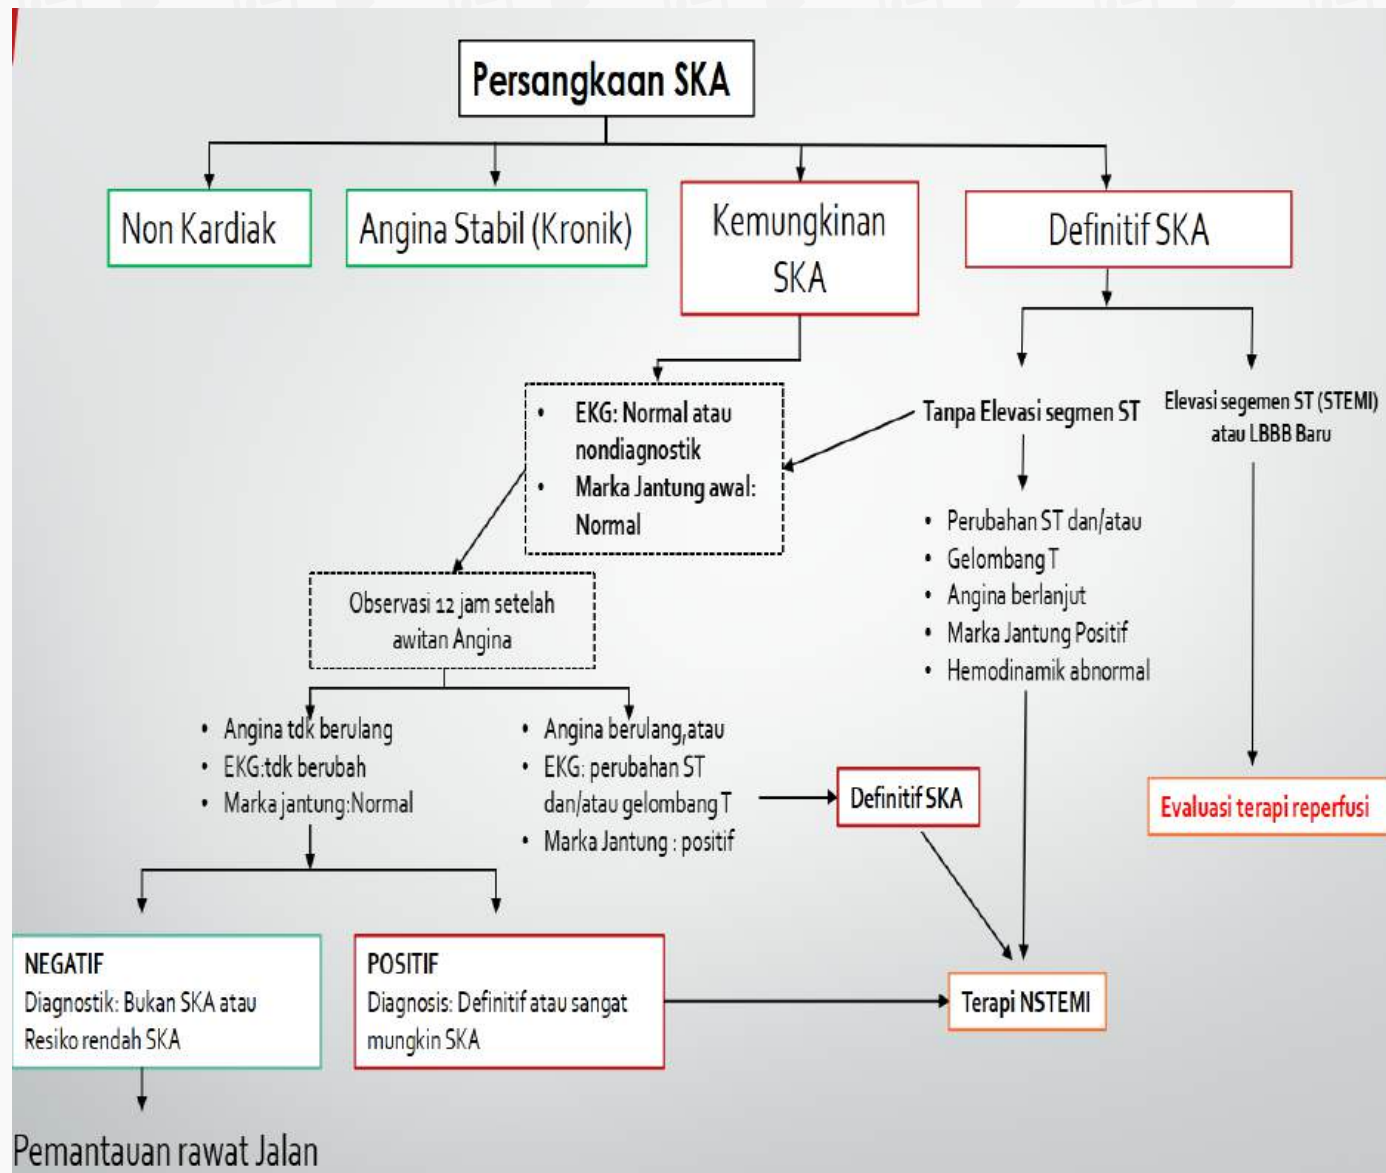 Persangkaan SKA
Non Kardiak
Angina Stabil (Kronik)
Kemungkinan
SKA
Definitif SKA
• EKG: Normal atau
nondiagnostik
• Marka Jantung awal:
Normal
Tanpa Elevasi segmen ST
Elevasi segemen ST (STEMI)
atau LBBB Baru
• Perubahan ST dan/atau
• Gelombang T
• Angina berlanjut
• Marka Jantung Positif
• Hemodinamik abnormal
Observasi 12 jam setelah
awitan Angina
• Angina tdk berulang
• EKG:tdk berubah
• Marka jantung:Normal
• Angina berulang,atau
• EKG: perubahan ST
dan/atau gelombang T
• Marka Jantung : positif
Definitif SKA
Evaluasi terapi reperfusi
NEGATIF
Diagnostik: Bukan SKA atau
Resiko rendah SKA
POSITIF
Diagnosis: Definitif atau sangat
mungkin SKA
Terapi NSTEMI
Pemantauan rawat Jalan